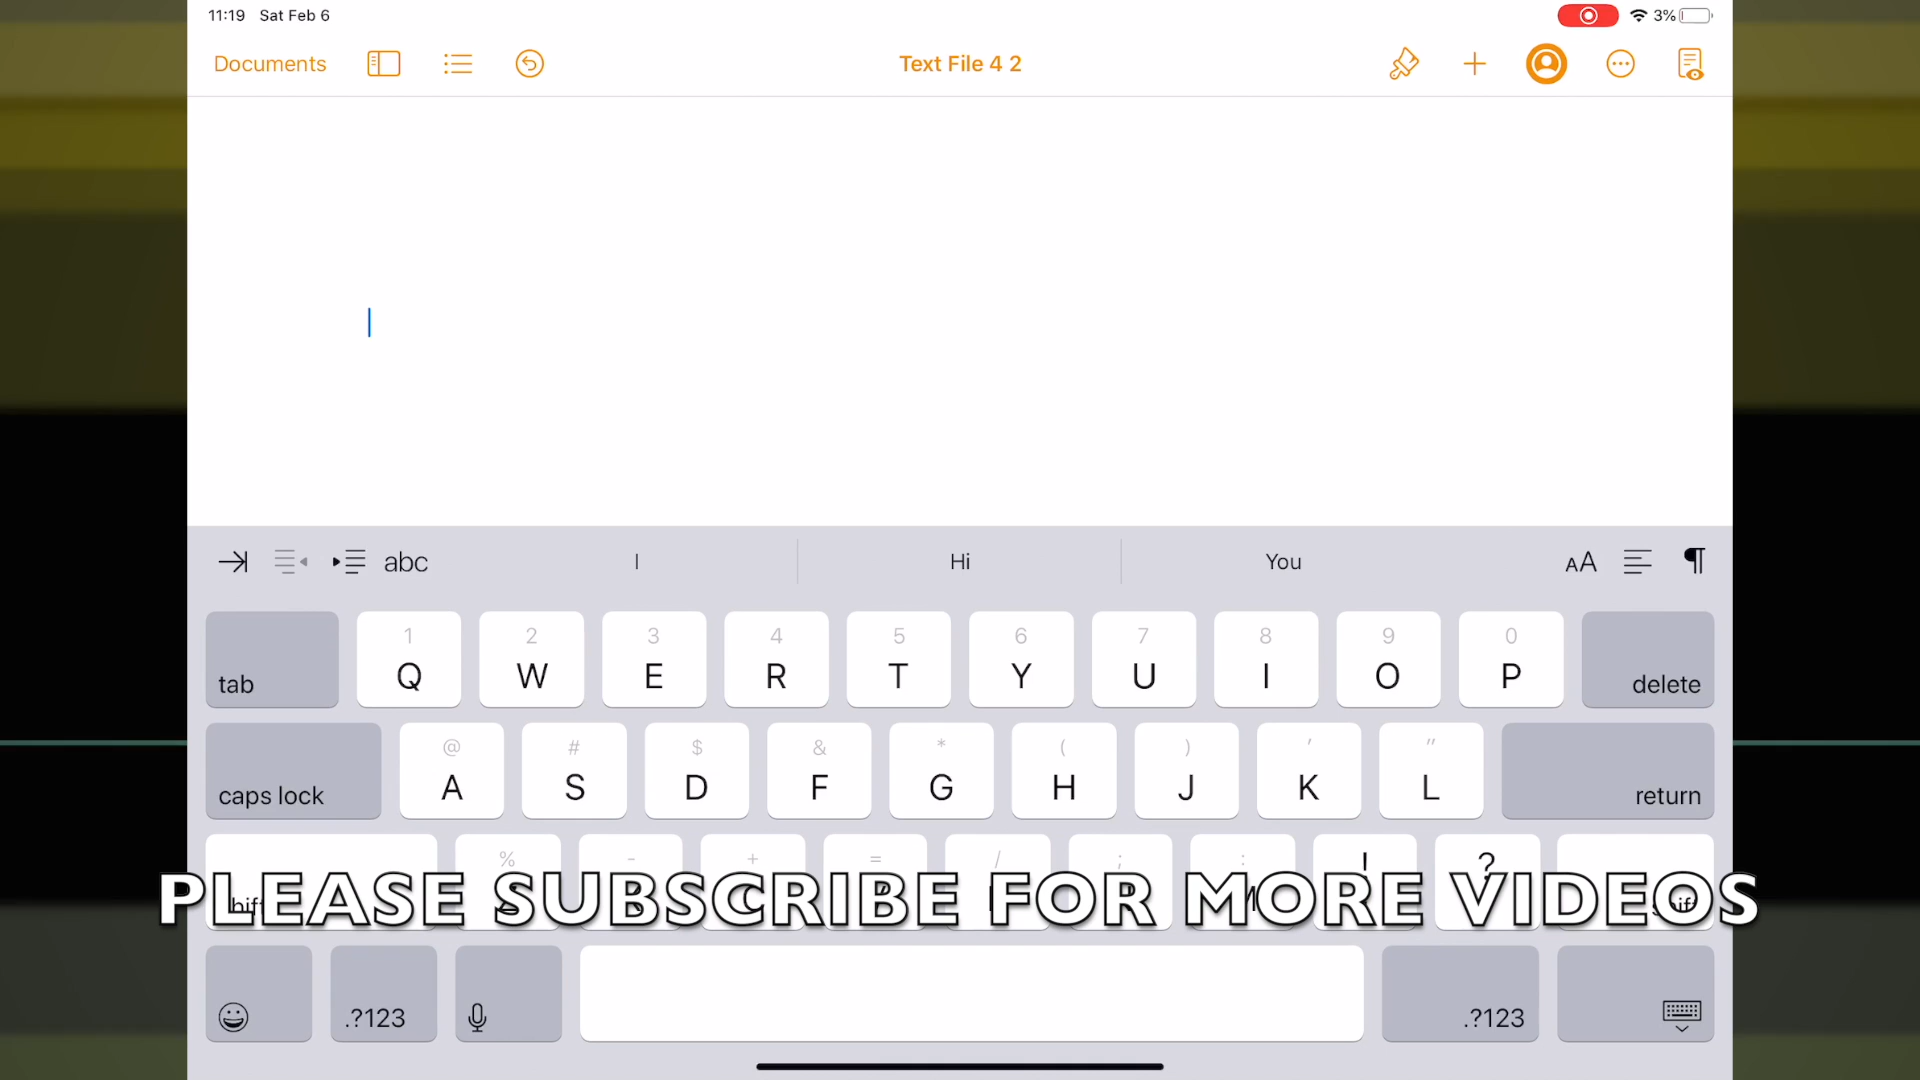 11:19 Sat Feb 6 3%
Documents Text File 4 2
abc I Hi You AA ¶
1 2 3 4 5 6 7 8 9 0
tab Q W E R T Y U I O P delete
@ # $ & * ( ) ' "
caps lock A S D F G H J K L return
% - + = / ; : ! ?
PLEASE SUBSCRIBE FOR MORE VIDEOS
.?123 .?123